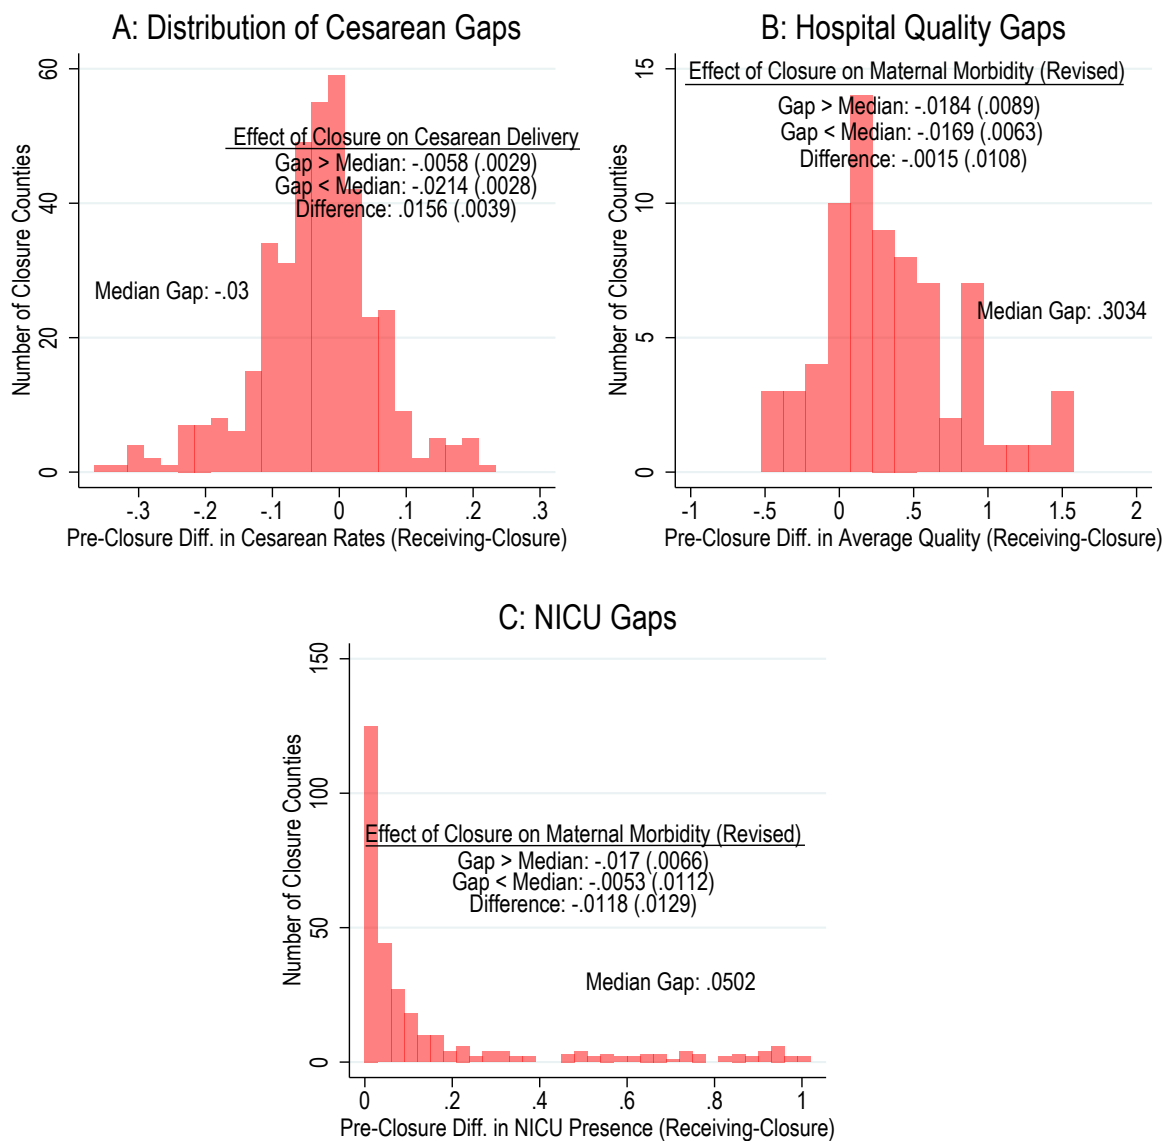 A: Distribution of Cesarean Gaps
Number of Closure Counties
60
40
20
0
Effect of Closure on Cesarean Delivery
Gap > Median: -.0058 (.0029)
Gap < Median: -.0214 (.0028)
Difference: .0156 (.0039)
Median Gap: -.03
-.3 -.2 -.1 0 .1 .2 .3
Pre-Closure Diff. in Cesarean Rates (Receiving-Closure)
B: Hospital Quality Gaps
Number of Closure Counties
15
10
5
0
Effect of Closure on Maternal Morbidity (Revised)
Gap > Median: -.0184 (.0089)
Gap < Median: -.0169 (.0063)
Difference: -.0015 (.0108)
Median Gap: .3034
-1 -.5 0 .5 1 1.5 2
Pre-Closure Diff. in Average Quality (Receiving-Closure)
C: NICU Gaps
Number of Closure Counties
150
100
50
0
Effect of Closure on Maternal Morbidity (Revised)
Gap > Median: -.017 (.0066)
Gap < Median: -.0053 (.0112)
Difference: -.0118 (.0129)
Median Gap: .0502
0 .2 .4 .6 .8 1
Pre-Closure Diff. in NICU Presence (Receiving-Closure)